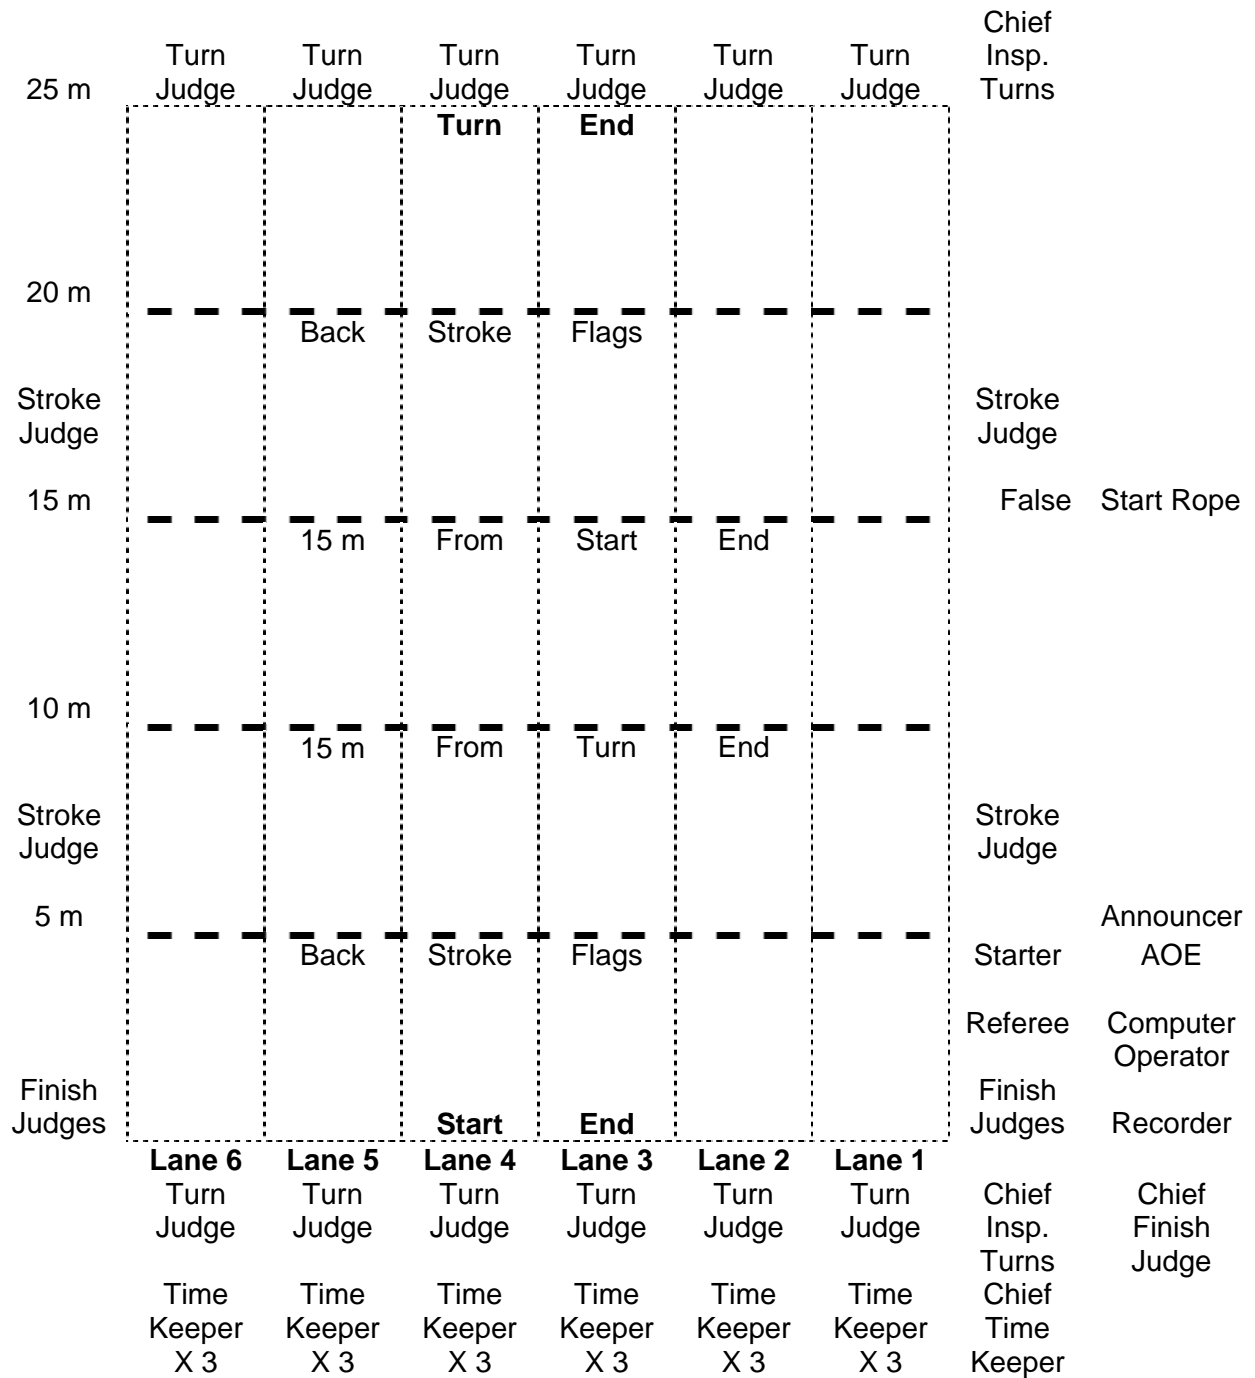 Chief
Turn Turn Turn Turn Turn Turn Insp.
25 m Judge Judge Judge Judge Judge Judge Turns
Turn End
20 m
Back Stroke Flags
Stroke Stroke
Judge Judge
15 m False Start Rope
15 m From Start End
10 m
15 m From Turn End
Stroke Stroke
Judge Judge
5 m Announcer
Back Stroke Flags Starter AOE
Referee Computer
Operator
Finish Finish
Judges Start End Judges Recorder
Lane 6 Lane 5 Lane 4 Lane 3 Lane 2 Lane 1
Turn Turn Turn Turn Turn Turn Chief Chief
Judge Judge Judge Judge Judge Judge Insp. Finish
Turns Judge
Time Time Time Time Time Time Chief
Keeper Keeper Keeper Keeper Keeper Keeper Time
X 3 X 3 X 3 X 3 X 3 X 3 Keeper